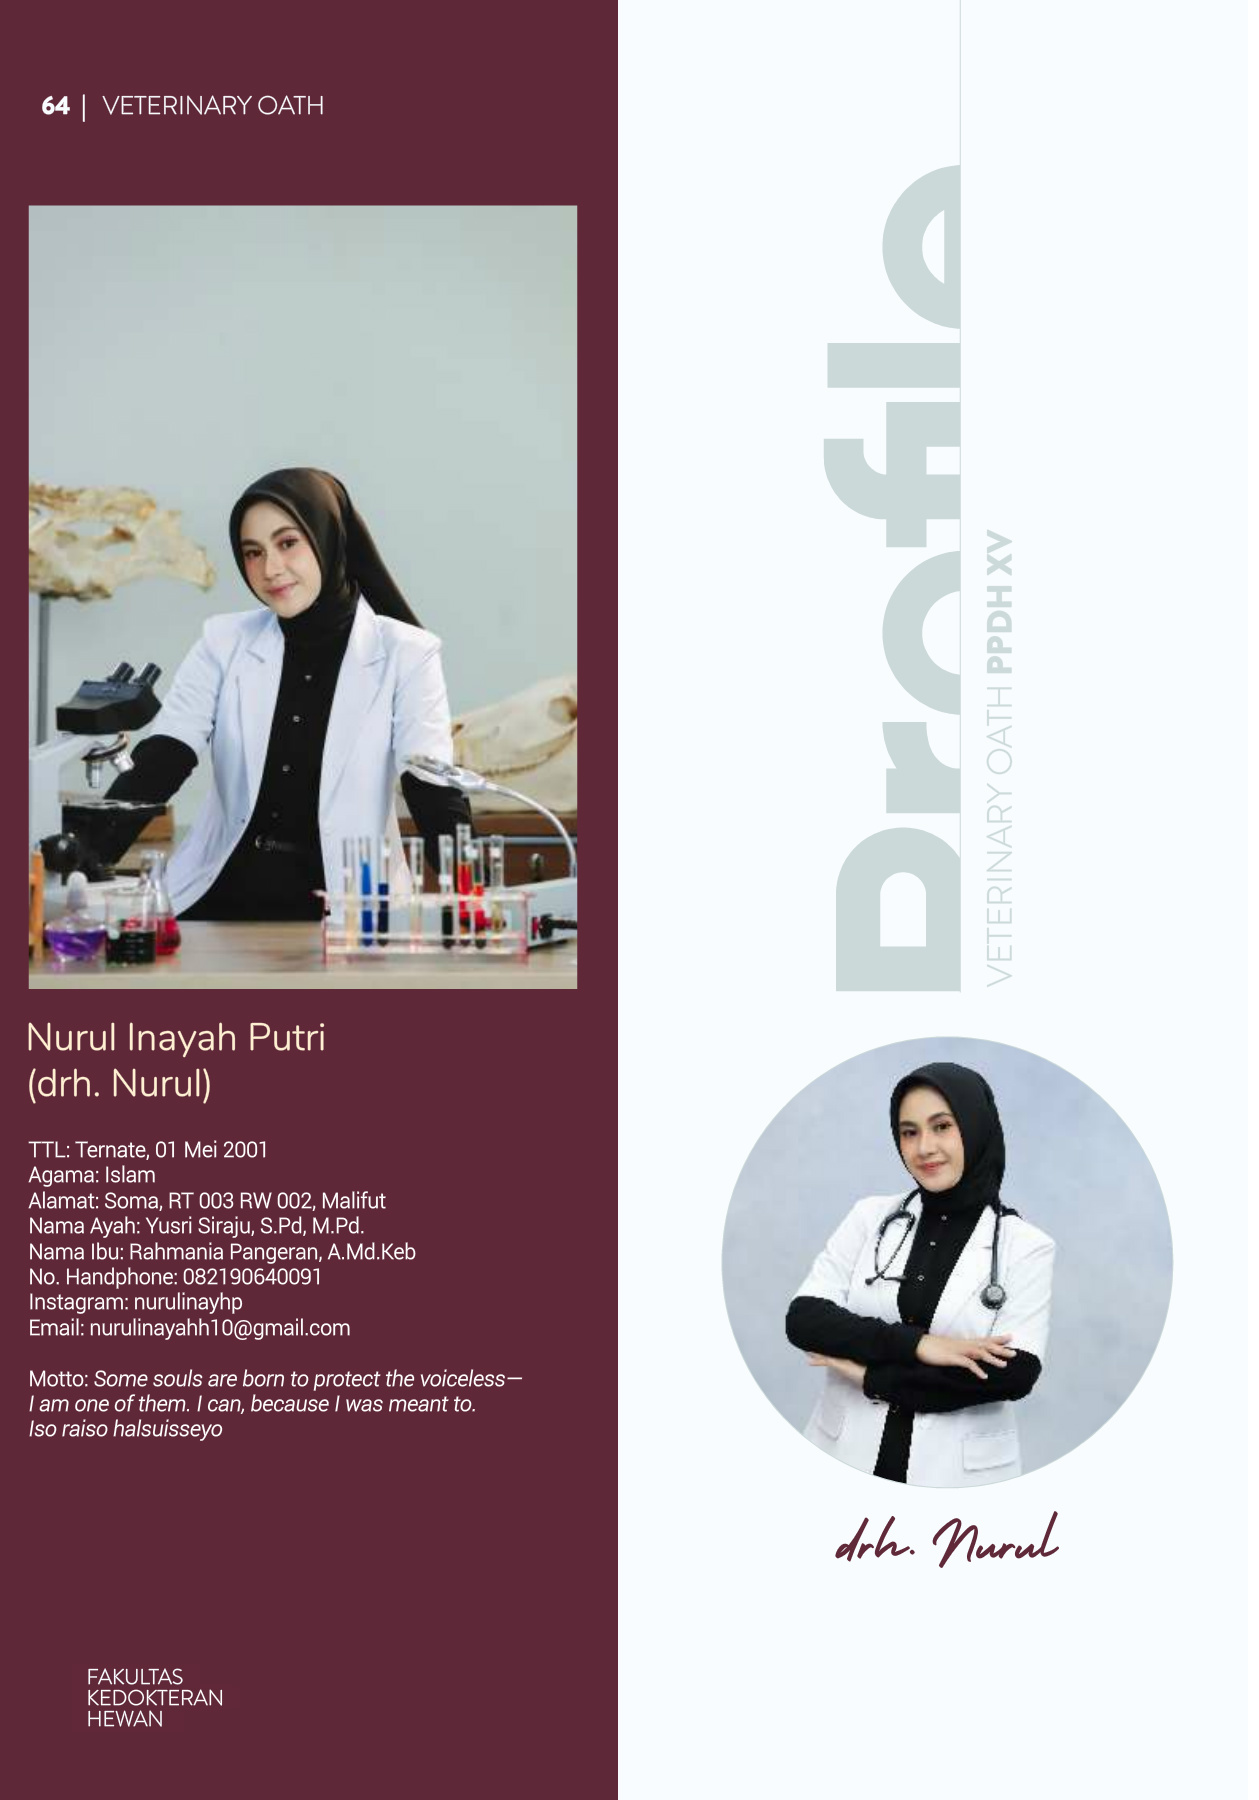 64 | VETERINARY OATH
Nurul Inayah Putri
(drh. Nurul)
TTL: Ternate, 01 Mei 2001
Agama: Islam
Alamat: Soma, RT 003 RW 002, Malifut
Nama Ayah: Yusri Siraju, S.Pd, M.Pd.
Nama Ibu: Rahmania Pangeran, A.Md.Keb
No. Handphone: 082190640091
Instagram: nurulinayhp
Email: nurulinayahh10@gmail.com
Motto: Some souls are born to protect the voiceless—
I am one of them. I can, because I was meant to.
Iso raiso halsuisseyo
FAKULTAS
KEDOKTERAN
HEWAN
Profile
VETERINARY OATH PPDH XV
drh. Nurul